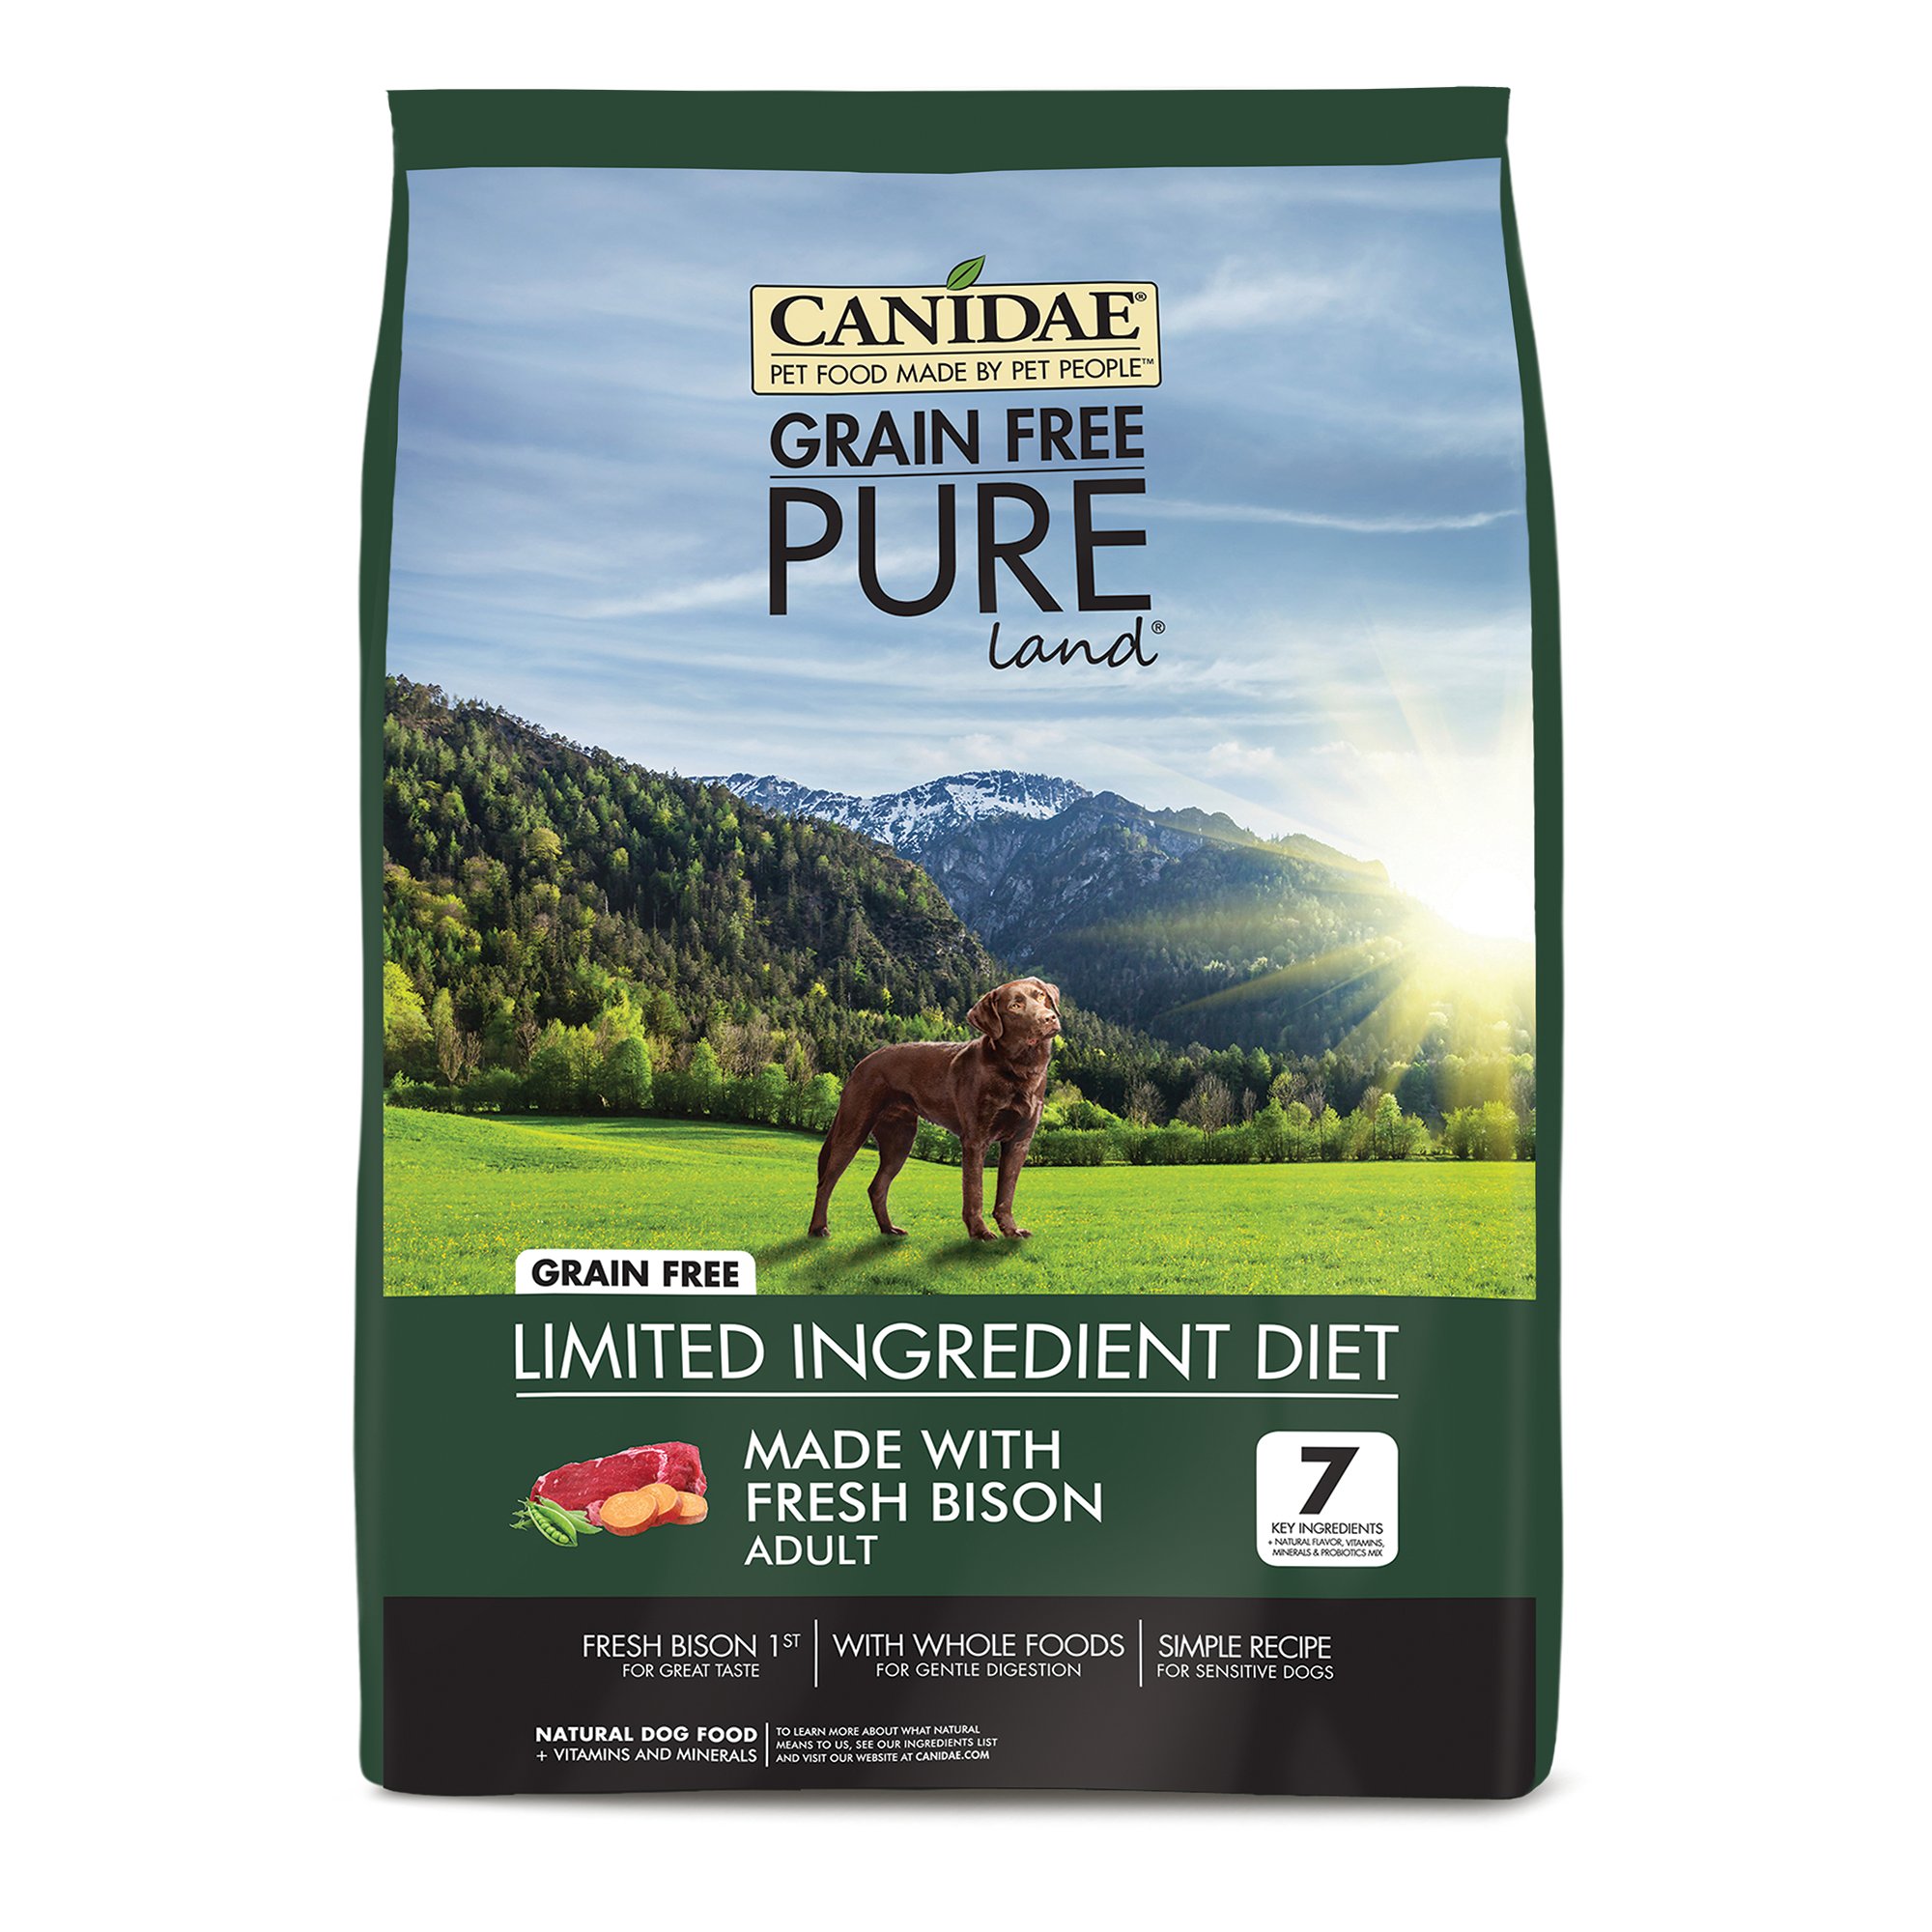 CANIDAE®
PET FOOD MADE BY PET PEOPLE™
GRAIN FREE
PURE
land®
GRAIN FREE
LIMITED INGREDIENT DIET
MADE WITH
FRESH BISON
ADULT
7
KEY INGREDIENTS
+ NATURAL FLAVOR, VITAMINS,
MINERALS & PROBIOTICS MIX
FRESH BISON 1ST
FOR GREAT TASTE
WITH WHOLE FOODS
FOR GENTLE DIGESTION
SIMPLE RECIPE
FOR SENSITIVE DOGS
NATURAL DOG FOOD
+ VITAMINS AND MINERALS
TO LEARN MORE ABOUT WHAT NATURAL
MEANS TO US, SEE OUR INGREDIENTS LIST
AND VISIT OUR WEBSITE AT CANIDAE.COM